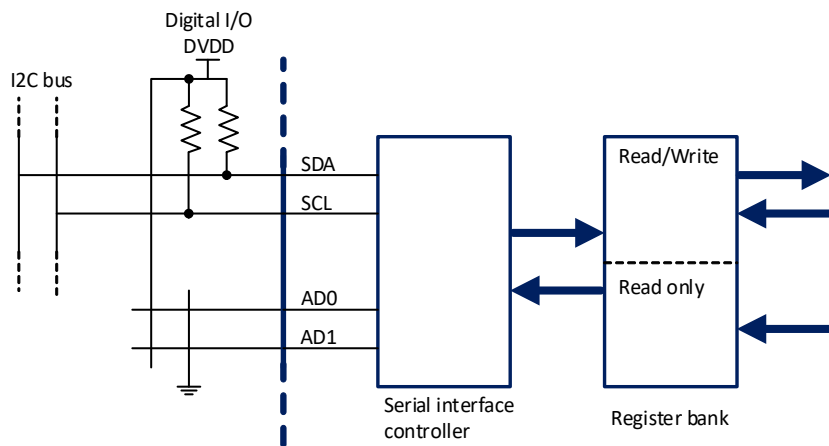 Digital I/O
DVDD
I2C bus
SDA
SCL
AD0
AD1
Read/Write
Read only
Serial interface
controller
Register bank